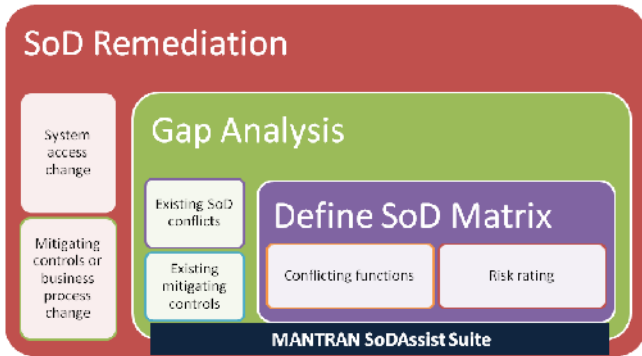 SoD Remediation
System
access
change
Mitigating
controls or
business
process
change
Gap Analysis
Existing SoD
conflicts
Existing
mitigating
controls
Define SoD Matrix
Conflicting functions
Risk rating
MANTRAN SoDAssist Suite